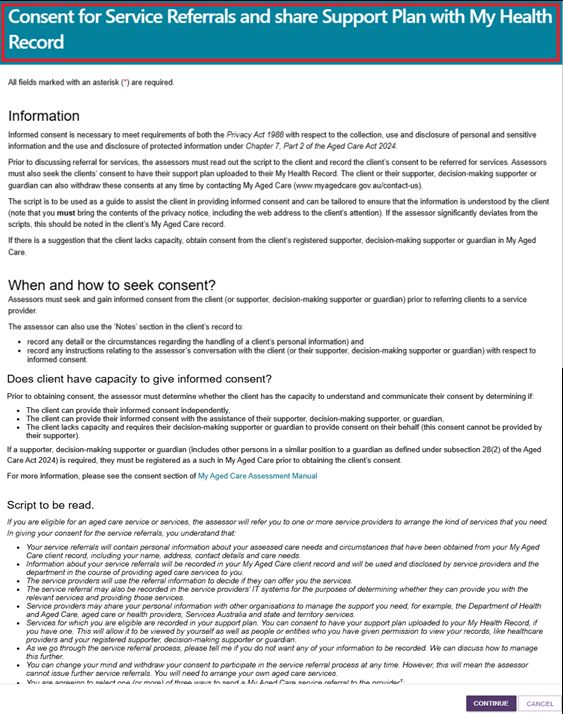 Consent for Service Referrals and share Support Plan with My Health
Record
All fields marked with an asterisk (*) are required.
Information
Informed consent is necessary to meet requirements of both the Privacy Act 1988 with respect to the collection, use and disclosure of personal and sensitive
information and the use and disclosure of protected information under Chapter 7, Part 2 of the Aged Care Act 2024.
Prior to discussing referral for services, the assessors must read out the script to the client and record the client's consent to be referred for services. Assessors
must also seek the clients' consent to have their support plan uploaded to their My Health Record. The client or their supporter, decision-making supporter or
guardian can also withdraw these consents at any time by contacting My Aged Care (www.myagedcare.gov.au/contact-us).
The script is to be used as a guide to assist the client in providing informed consent and can be tailored to ensure that the information is understood by the client
(note that you must bring the contents of the privacy notice, including the web address to the client's attention). If the assessor significantly deviates from the
scripts, this should be noted in the client's My Aged Care record.
If there is a suggestion that the client lacks capacity, obtain consent from the client's registered supporter, decision-making supporter or guardian in My Aged
Care.
When and how to seek consent?
Assessors must seek and gain informed consent from the client (or supporter, decision-making supporter or guardian) prior to referring clients to a service
provider.
The assessor can also use the 'Notes' section in the client's record to:
• record any detail or the circumstances regarding the handling of a client's personal information) and
• record any instructions relating to the assessor's conversation with the client (or their supporter, decision-making supporter or guardian) with respect to
informed consent.
Does client have capacity to give informed consent?
Prior to obtaining consent, the assessor must determine whether the client has the capacity to understand and communicate their consent by determining if:
• The client can provide their informed consent independently,
• The client can provide their informed consent with the assistance of their supporter, decision-making supporter, or guardian,
• The client lacks capacity and requires their decision-making supporter or guardian to provide consent on their behalf (this consent cannot be provided by
their supporter).
If a supporter, decision-making supporter or guardian (includes other persons in a similar position to a guardian as defined under subsection 28(2) of the Aged
Care Act 2024) is required, they must be registered as a such in My Aged Care prior to obtaining the client's consent.
For more information, please see the consent section of My Aged Care Assessment Manual
Script to be read.
If you are eligible for an aged care service or services, the assessor will refer you to one or more service providers to arrange the kind of services that you need.
In giving your consent for the service referrals, you understand that:
• Your service referrals will contain personal information about your assessed care needs and circumstances that have been obtained from your My Aged
Care client record, including your name, address, contact details and care needs.
• Information about your service referrals will be recorded in your My Aged Care client record and will be used and disclosed by service providers and the
department in the course of providing aged care services to you.
• The service providers will use the referral information to decide if they can offer you the services.
• The service referral may also be recorded in the service providers' IT systems for the purposes of determining whether they can provide you with the
relevant services and providing those services.
• Service providers may share your personal information with other organisations to manage the support you need, for example, the Department of Health
and Aged Care, aged care or health providers, Services Australia and state and territory services.
• Services for which you are eligible are recorded in your support plan. You can consent to have your support plan uploaded to your My Health Record, if
you have one. This will allow it to be viewed by yourself as well as people or entities who you have given permission to view your records, like healthcare
providers and your registered supporter, decision-making supporter or guardian.
• As we go through the service referral process, please tell me if you do not want any of your information to be recorded. We can discuss how to manage
this further.
• You can change your mind and withdraw your consent to participate in the service referral process at any time. However, this will mean the assessor
cannot issue further service referrals. You will need to arrange your own aged care services.
• You are agreeing to select one (or more) of three ways to send a My Aged Care service referral to the provider1:
CONTINUE
CANCEL